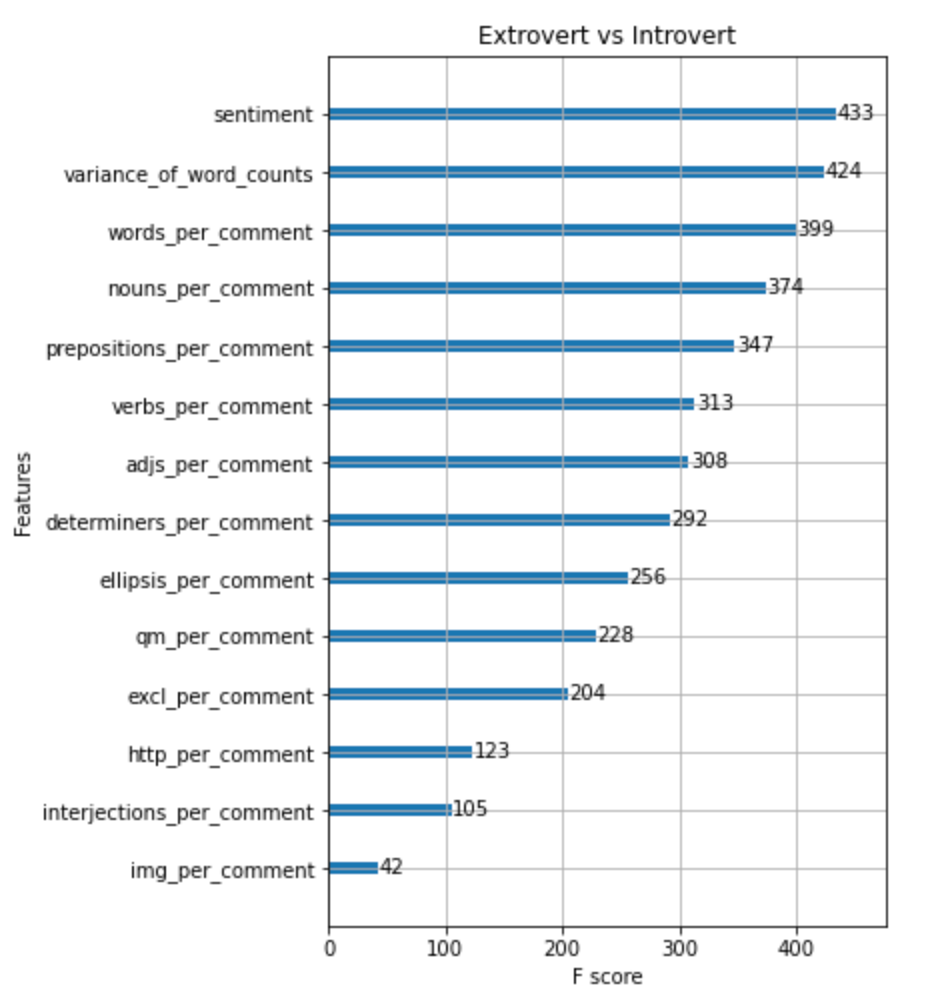 Extrovert vs Introvert
sentiment 433
variance_of_word_counts 424
words_per_comment 399
nouns_per_comment 374
prepositions_per_comment 347
verbs_per_comment 313
adjs_per_comment 308
determiners_per_comment 292
ellipsis_per_comment 256
qm_per_comment 228
excl_per_comment 204
http_per_comment 123
interjections_per_comment 105
img_per_comment 42
Features
0 100 200 300 400
F score